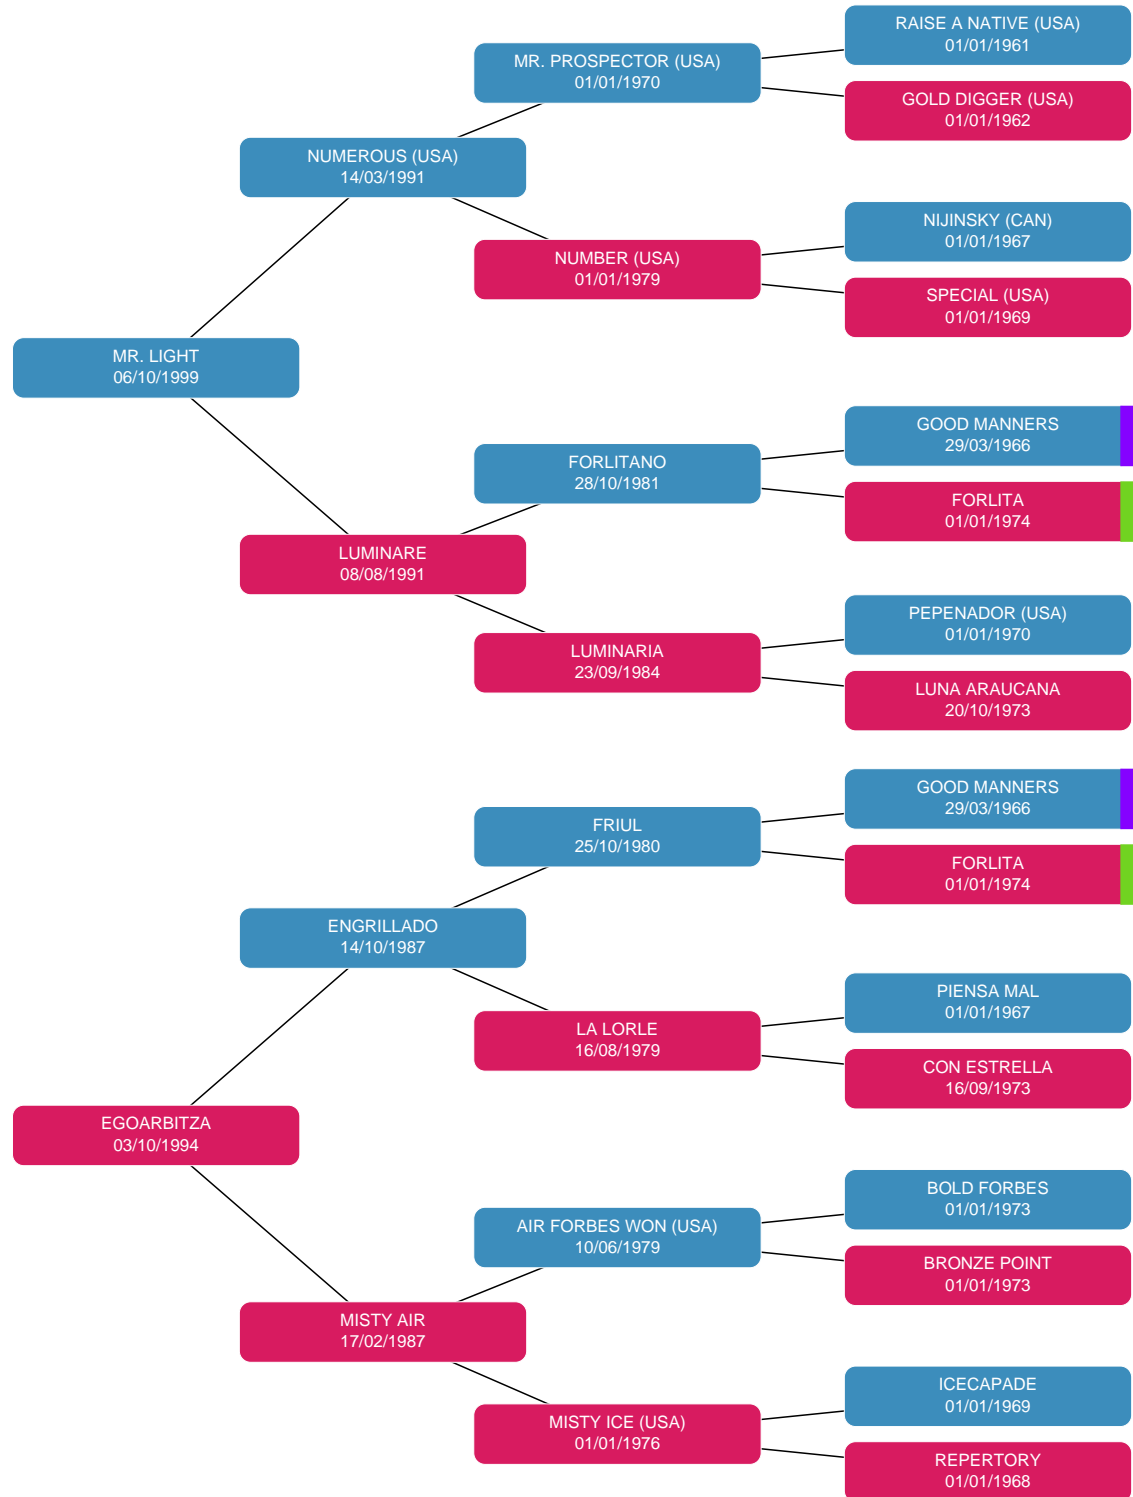 RAISE A NATIVE (USA)
01/01/1961
MR. PROSPECTOR (USA)
01/01/1970
GOLD DIGGER (USA)
01/01/1962
NUMEROUS (USA)
14/03/1991
NIJINSKY (CAN)
01/01/1967
NUMBER (USA)
01/01/1979
SPECIAL (USA)
01/01/1969
MR. LIGHT
06/10/1999
GOOD MANNERS
29/03/1966
FORLITANO
28/10/1981
FORLITA
01/01/1974
LUMINARE
08/08/1991
PEPENADOR (USA)
01/01/1970
LUMINARIA
23/09/1984
LUNA ARAUCANA
20/10/1973
GOOD MANNERS
29/03/1966
FRIUL
25/10/1980
FORLITA
01/01/1974
ENGRILLADO
14/10/1987
PIENSA MAL
01/01/1967
LA LORLE
16/08/1979
CON ESTRELLA
16/09/1973
EGOARBITZA
03/10/1994
BOLD FORBES
01/01/1973
AIR FORBES WON (USA)
10/06/1979
BRONZE POINT
01/01/1973
MISTY AIR
17/02/1987
ICECAPADE
01/01/1969
MISTY ICE (USA)
01/01/1976
REPERTORY
01/01/1968